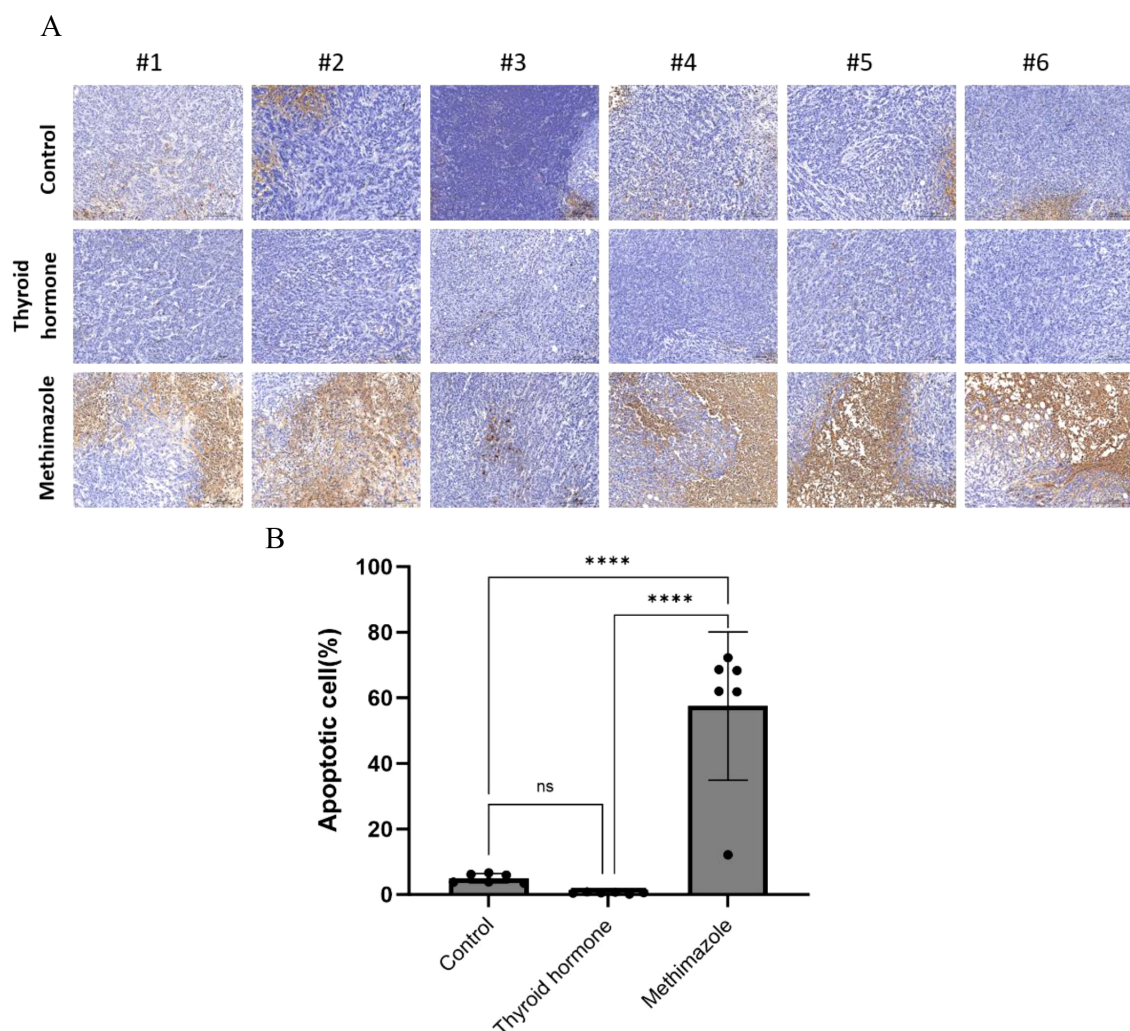 A
#1 #2 #3 #4 #5 #6
Control
Thyroid
hormone
Methimazole
B
100
80
60
40
20
0
Apoptotic cell(%)
****
****
ns
Control
Thyroid hormone
Methimazole